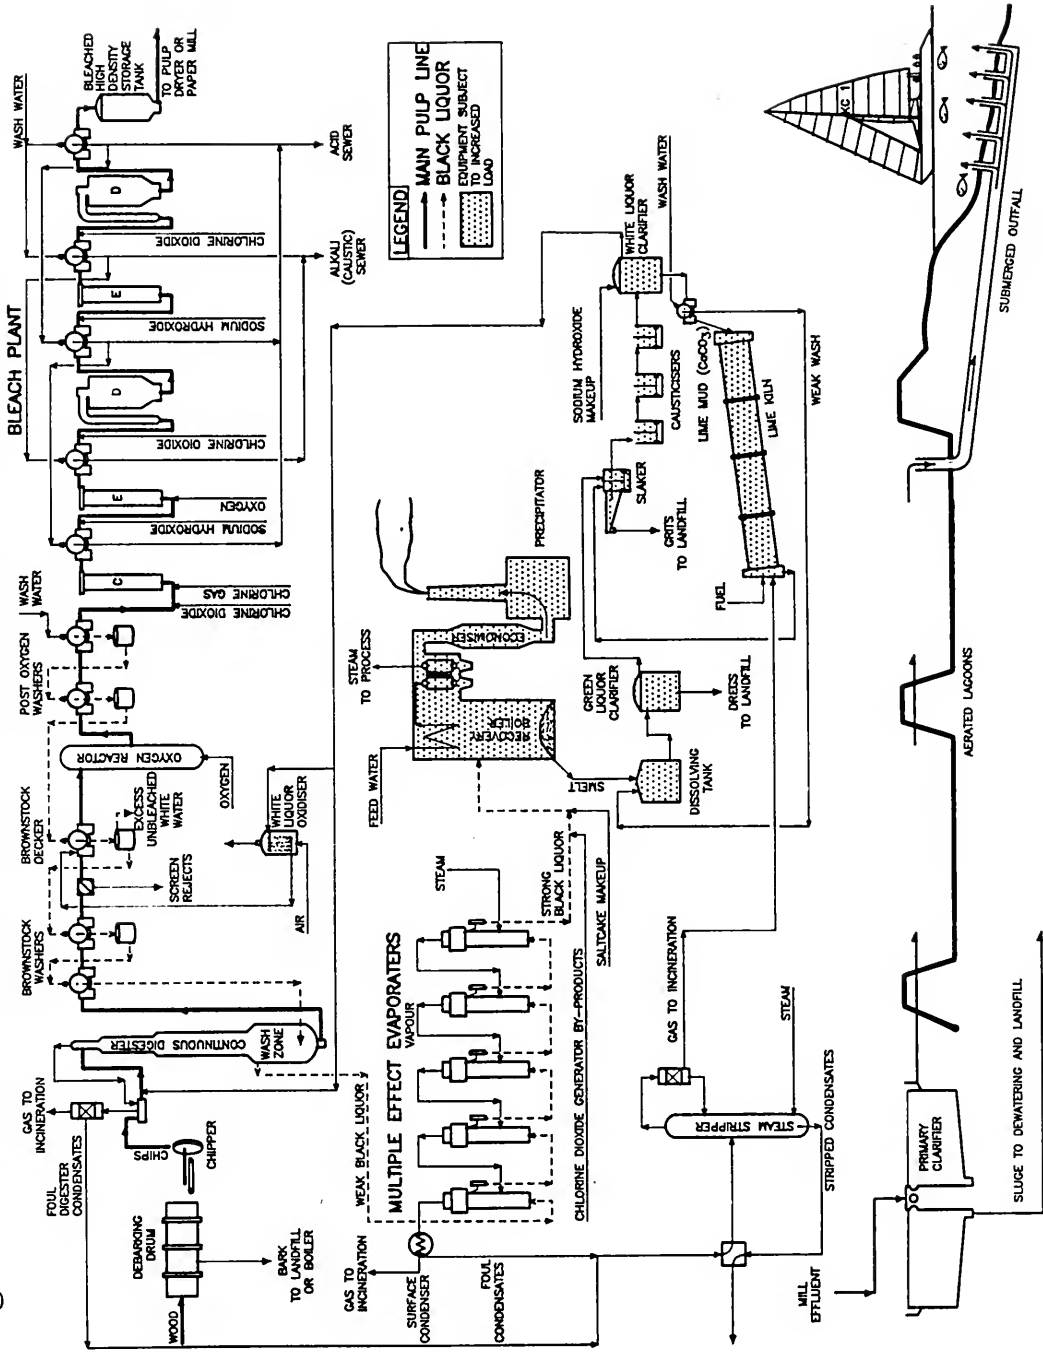 BLEACH PLANT
WASH WATER
BLEACHED
HIGH
DENSITY
STORAGE
TANK
TO PULP
DRYER OR
PAPER MILL
ACID
SEWER
D
CHLORINE DIOXIDE
ALKALI
(CAUSTIC)
SEWER
E
SODIUM HYDROXIDE
D
CHLORINE DIOXIDE
E
OXYGEN
SODIUM HYDROXIDE
C
CHLORINE GAS
CHLORINE DIOXIDE
WASH
WATER
POST OXYGEN
WASHERS
OXYGEN REACTOR
OXYGEN
BROWNSTOCK
DECKER
EXCESS
UNBLEACHED
WHITE
WATER
SCREEN
REJECTS
WHITE
LIQUOR
OXIDISER
AIR
BROWNSTOCK
WASHERS
CONTINUOUS DIGESTER
WASH
ZONE
GAS TO
INCINERATION
FOUL
DIGESTER
CONDENSATES
CHIPS
CHIPPER
DEBARKING
DRUM
WOOD
BARK
TO LANDFILL
OR BOILER
LEGEND
MAIN PULP LINE
BLACK LIQUOR
EQUIPMENT SUBJECT
TO INCREASED
LOAD
WEAK BLACK LIQUOR
MULTIPLE EFFECT EVAPORATERS
VAPOUR
STEAM
STRONG
BLACK LIQUOR
GAS TO
INCINERATION
SURFACE
CONDENSER
FOUL
CONDENSATES
CHLORINE DIOXIDE GENERATOR BY-PRODUCTS
SALTCAKE MAKEUP
FEED WATER
STEAM
TO PROCESS
RECOVERY
BOILER
ECONOMISER
PRECIPITATOR
SMELT
DISSOLVING
TANK
GREEN
LIQUOR
CLARIFIER
DREGS
TO LANDFILL
SLAKER
GRITS
TO LANDFILL
CAUSTICISERS
SODIUM HYDROXIDE
MAKEUP
WHITE LIQUOR
CLARIFIER
WASH WATER
LIME MUD (CaCO3)
LIME KILN
FUEL
WEAK WASH
GAS TO INCINERATION
STEAM STRIPPER
STEAM
STRIPPED CONDENSATES
MILL
EFFLUENT
PRIMARY
CLARIFIER
SLUGE TO DEWATERING AND LANDFILL
AERATED LAGOONS
SUBMERGED OUTFALL
XC 1